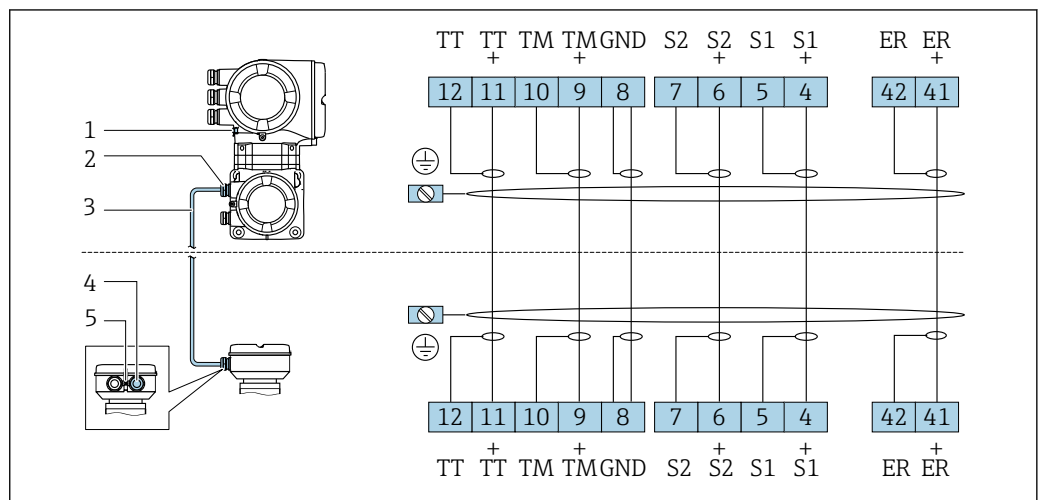 TT TT TM TM GND S2 S2 S1 S1 ER ER
+ + + + +
12 11 10 9 8 7 6 5 4 42 41
1
2
3
4
5
12 11 10 9 8 7 6 5 4 42 41
+ + + + +
TT TT TM TM GND S2 S2 S1 S1 ER ER